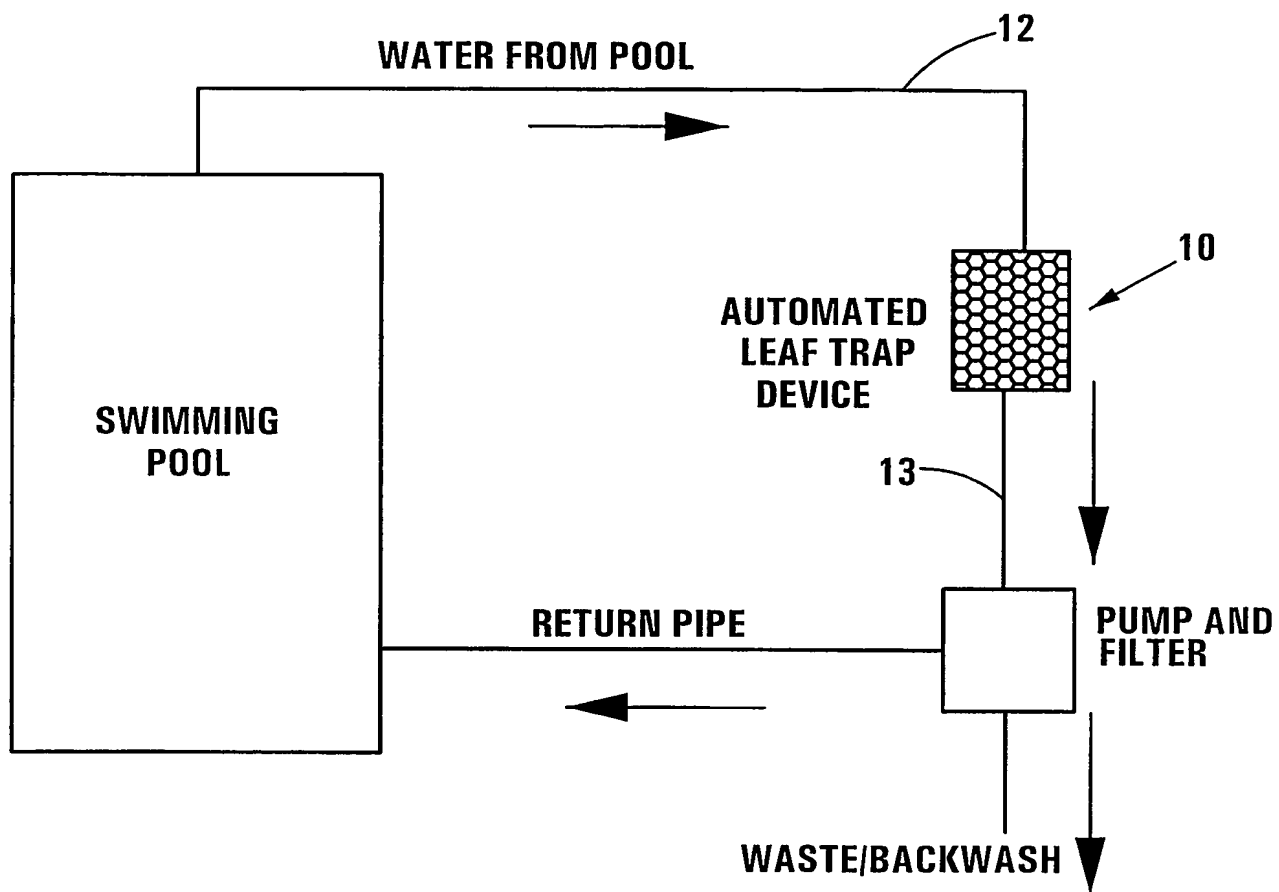 12
WATER FROM POOL
10
AUTOMATED
LEAF TRAP
DEVICE
SWIMMING
POOL
13
RETURN PIPE
PUMP AND
FILTER
WASTE/BACKWASH